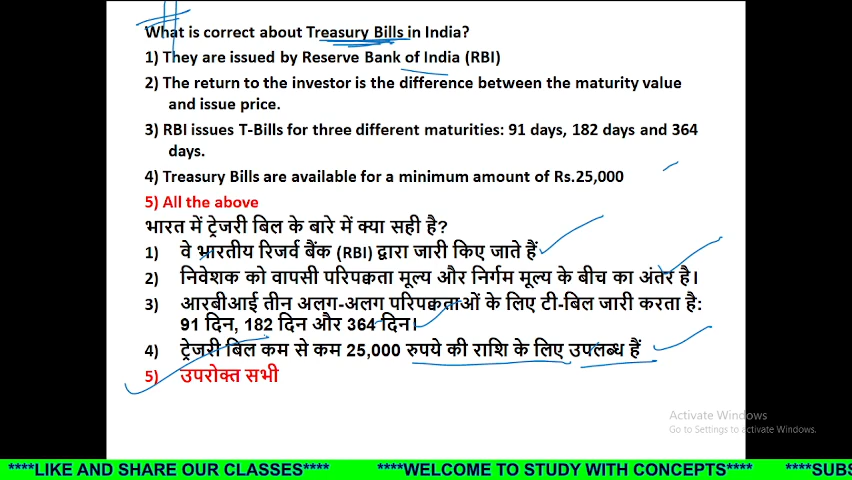 What is correct about Treasury Bills in India?
1) They are issued by Reserve Bank of India (RBI)
2) The return to the investor is the difference between the maturity value
and issue price.
3) RBI issues T-Bills for three different maturities: 91 days, 182 days and 364
days.
4) Treasury Bills are available for a minimum amount of Rs.25,000
5) All the above
भारत में ट्रेजरी बिल के बारे में क्या सही है?
1) वे भारतीय रिजर्व बैंक (RBI) द्वारा जारी किए जाते हैं
2) निवेशक को वापसी परिपक्वता मूल्य और निर्गम मूल्य के बीच का अंतर है।
3) आरबीआई तीन अलग-अलग परिपक्वताओं के लिए टी-बिल जारी करता है:
91 दिन, 182 दिन और 364 दिन।
4) ट्रेजरी बिल कम से कम 25,000 रुपये की राशि के लिए उपलब्ध हैं
5) उपरोक्त सभी
Activate Windows
Go to Settings to activate Windows.
****LIKE AND SHARE OUR CLASSES**** ****WELCOME TO STUDY WITH CONCEPTS**** ****SUBS